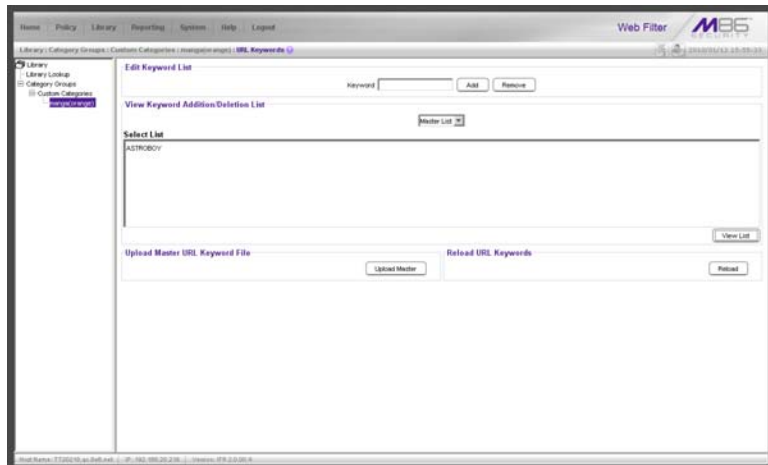 Home Policy Library Reporting System Help Logout
Web Filter
M86 SECURITY
Library : Category Groups : Custom Categories : manga(orange) : URL Keywords
Library
Library Lookup
Category Groups
Custom Categories
manga(orange)
Edit Keyword List
Keyword Add Remove
View Keyword Addition/Deletion List
Master List
Select List
ASTROBOY
View List
Upload Master URL Keyword File
Upload Master
Reload URL Keywords
Reload
Host Name: